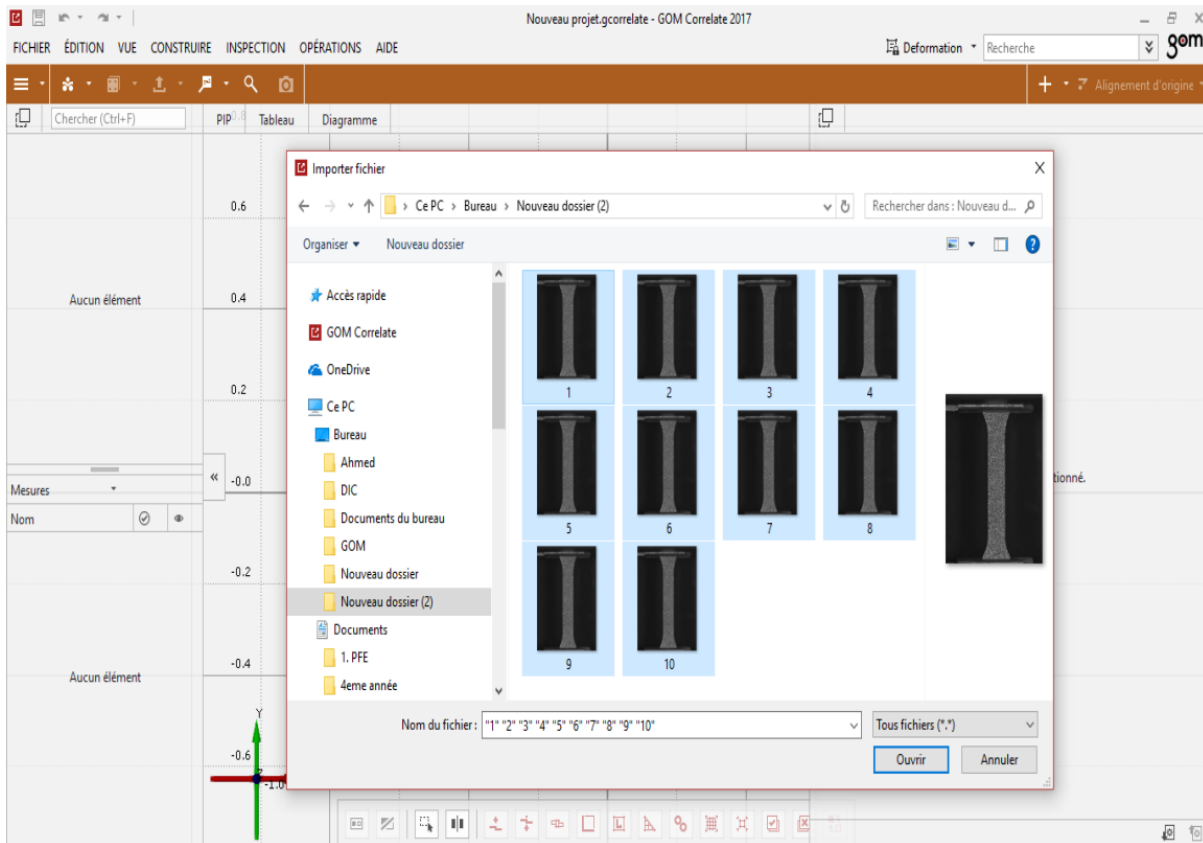 Nouveau projet.gcorrelate - GOM Correlate 2017
FICHIER ÉDITION VUE CONSTRUIRE INSPECTION OPÉRATIONS AIDE
Deformation Recherche gom
Alignement d'origine
Chercher (Ctrl+F) PIP 0.8 Tableau Diagramme
Importer fichier
0.6
Ce PC > Bureau > Nouveau dossier (2)
Rechercher dans : Nouveau d...
Organiser Nouveau dossier
Aucun élément
0.4
0.2
-0.0
Mesures
Nom
-0.2
-0.4
Aucun élément
-0.6
Y
-1.0
Accès rapide
GOM Correlate
OneDrive
Ce PC
Bureau
Ahmed
DIC
Documents du bureau
GOM
Nouveau dossier
Nouveau dossier (2)
Documents
1. PFE
4eme année
1 2 3 4
5 6 7 8
9 10
tionné.
Nom du fichier : "1" "2" "3" "4" "5" "6" "7" "8" "9" "10"
Tous fichiers (*.*)
Ouvrir Annuler